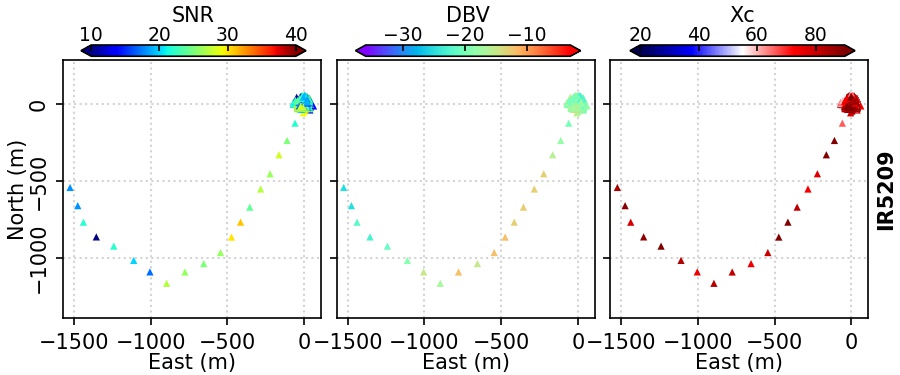 SNR DBV Xc
10 20 30 40 −30 −20 −10 20 40 60 80
North (m)
0
−500
−1000
IR5209
−1500 −1000 −500 0 −1500 −1000 −500 0 −1500 −1000 −500 0
East (m) East (m) East (m)